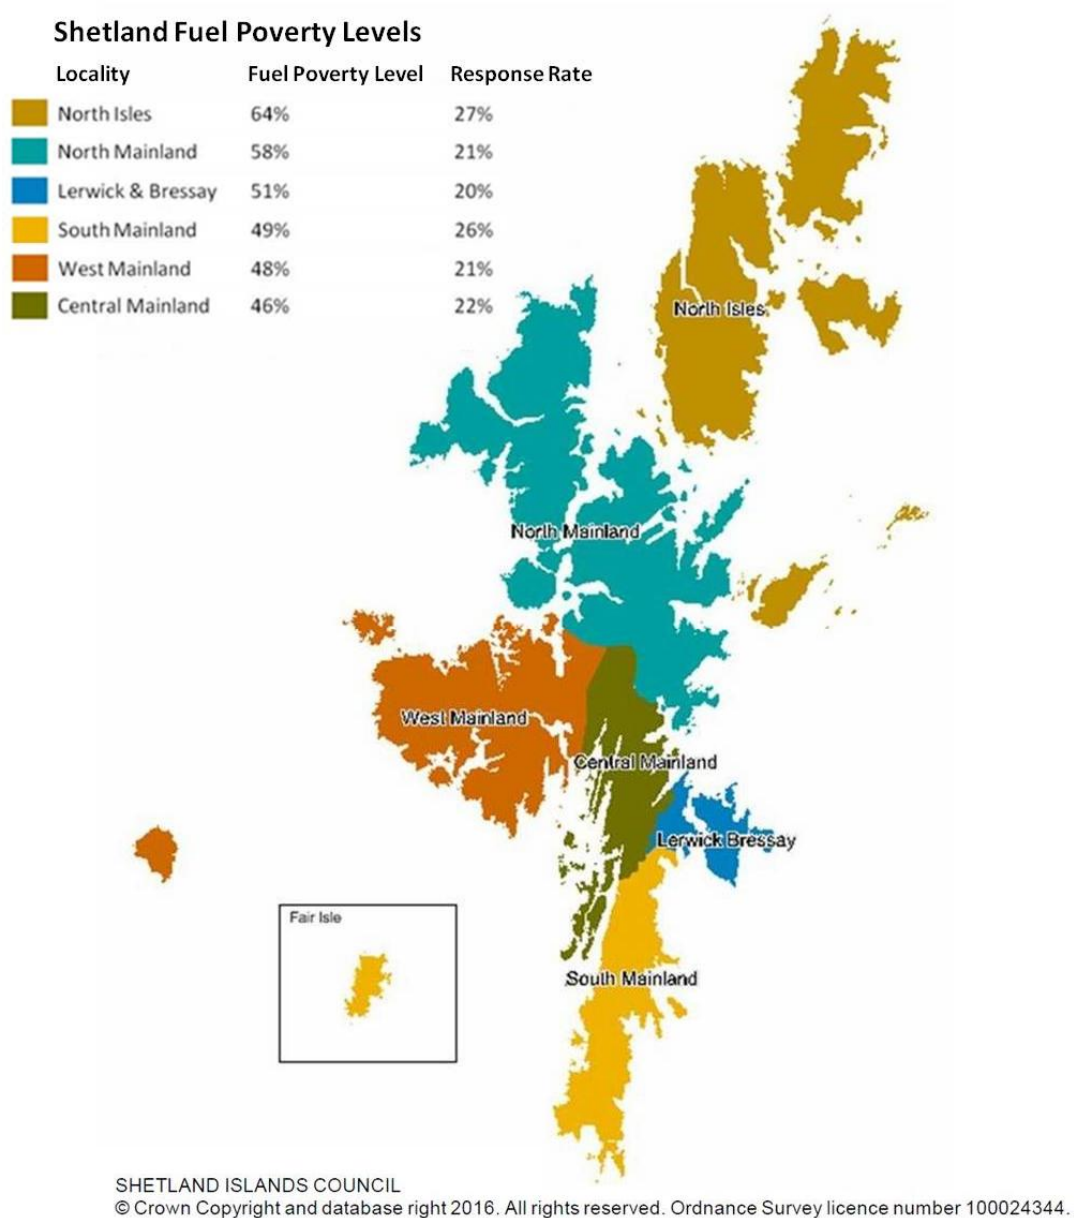 Shetland Fuel Poverty Levels
Locality Fuel Poverty Level Response Rate
North Isles 64% 27%
North Mainland 58% 21%
Lerwick & Bressay 51% 20%
South Mainland 49% 26%
West Mainland 48% 21%
Central Mainland 46% 22%
North Isles
North Mainland
West Mainland
Central Mainland
Lerwick Bressay
Fair Isle
South Mainland
SHETLAND ISLANDS COUNCIL
© Crown Copyright and database right 2016. All rights reserved. Ordnance Survey licence number 100024344.